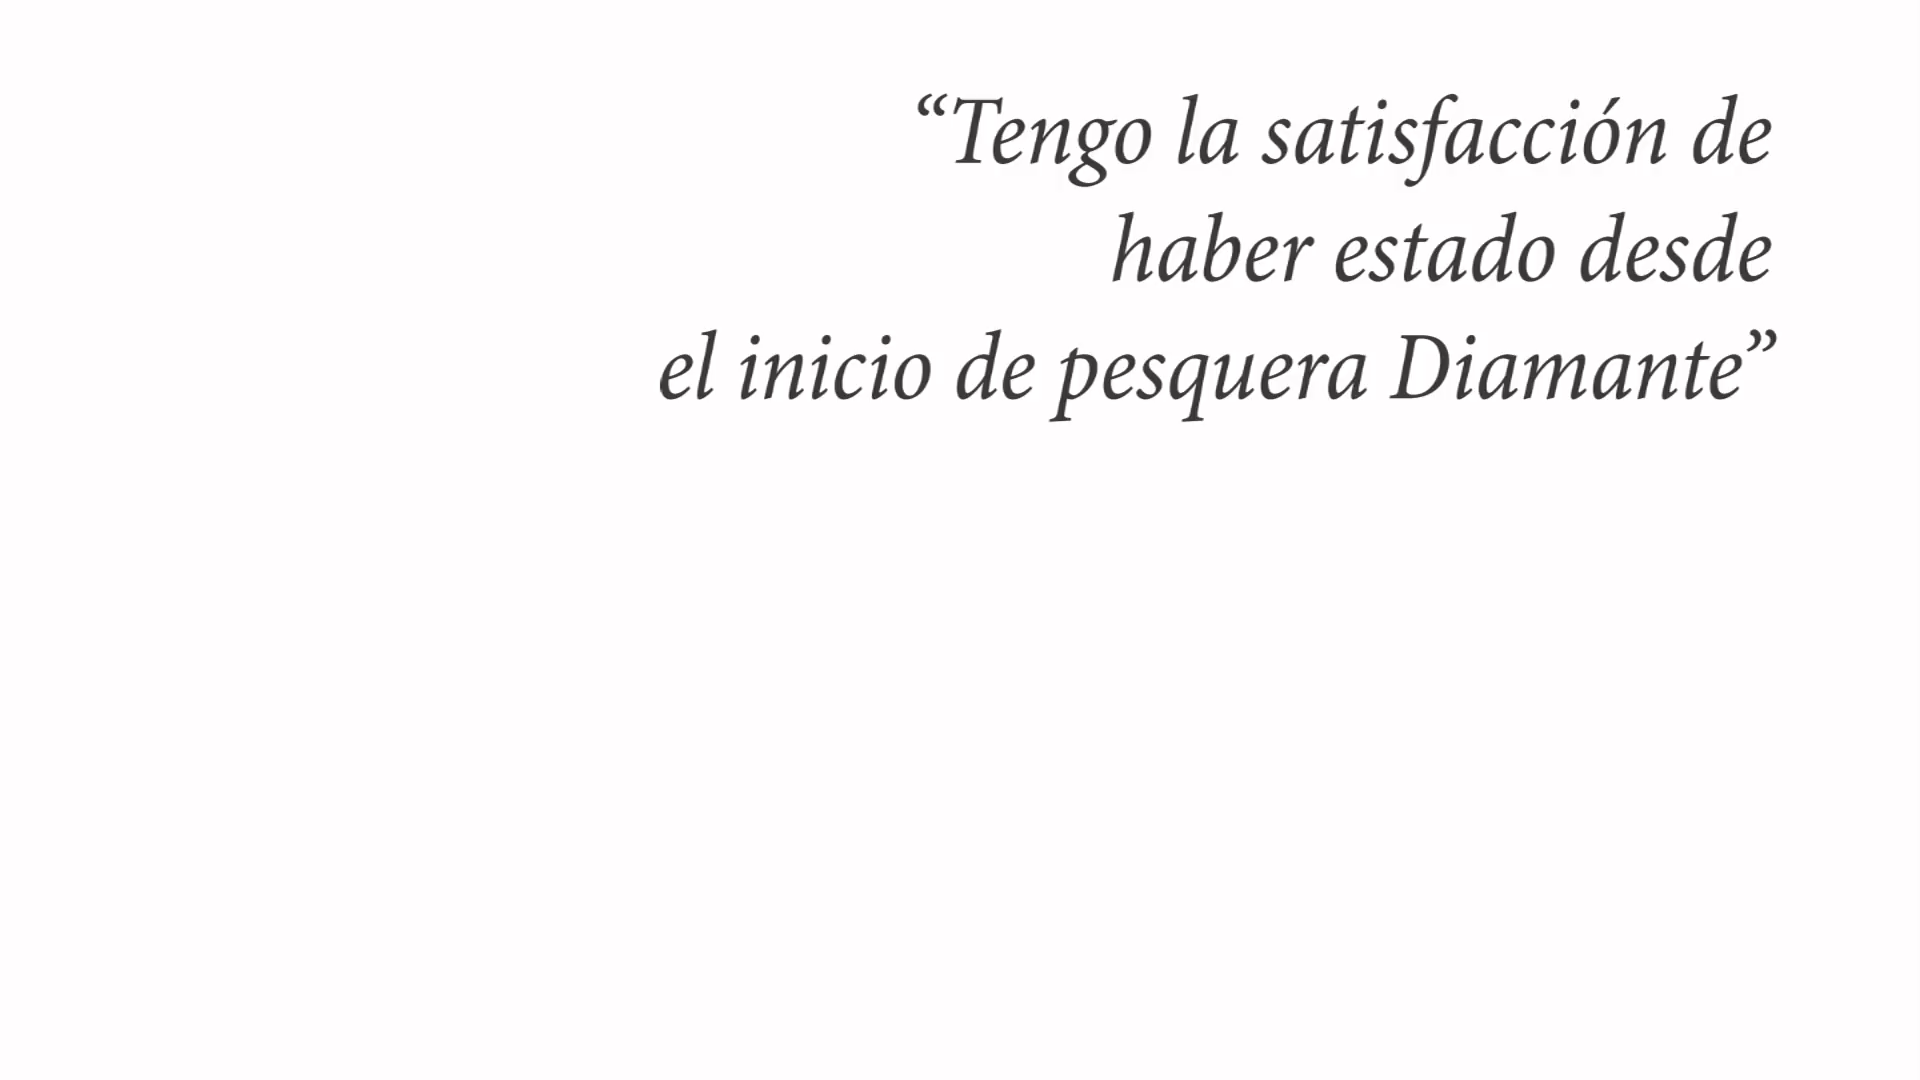 “Tengo la satisfacción de
haber estado desde
el inicio de pesquera Diamante”